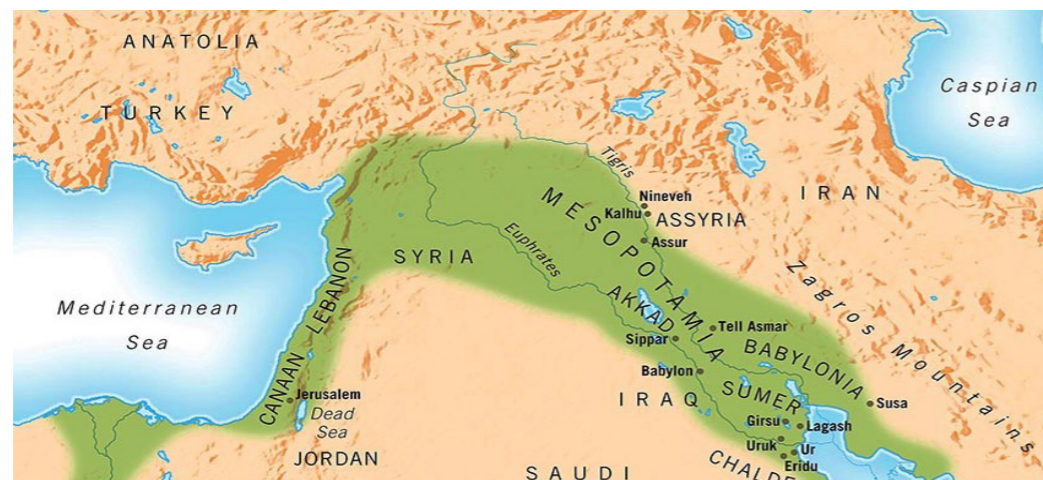 ANATOLIA
TURKEY
Caspian
Sea
Tigris
Nineveh
Kalhu
ASSYRIA
IRAN
MESOPOTAMIA
Assur
Euphrates
SYRIA
Zagros Mountains
LEBANON
AKKAD
Mediterranean
Sea
Tell Asmar
Sippar
BABYLONIA
Babylon
CANAAN
Jerusalem
IRAQ
SUMER
Susa
Dead
Sea
Girsu
Lagash
Uruk
Ur
JORDAN
Eridu
SAUDI
CHALDE